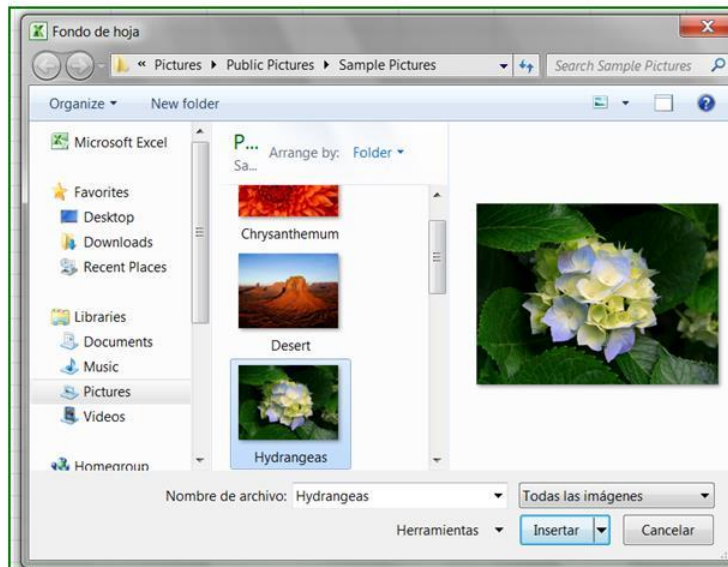 Fondo de hoja
« Pictures Public Pictures Sample Pictures
Search Sample Pictures
Organize New folder
Microsoft Excel
P...
Sa...
Arrange by: Folder
Favorites
Desktop
Downloads
Recent Places
Libraries
Documents
Music
Pictures
Videos
Homegroup
Chrysanthemum
Desert
Hydrangeas
Nombre de archivo: Hydrangeas
Todas las imágenes
Herramientas
Insertar
Cancelar